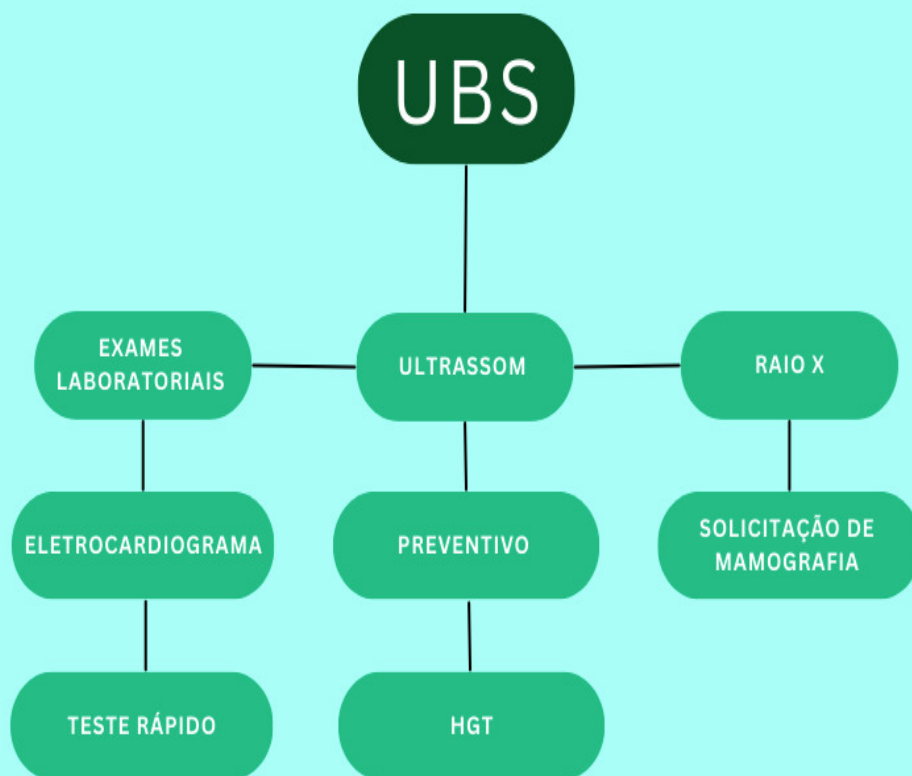 UBS
EXAMES
LABORATORIAIS
ULTRASSOM
RAIO X
ELETROCARDIOGRAMA
PREVENTIVO
SOLICITAÇÃO DE
MAMOGRAFIA
TESTE RÁPIDO
HGT